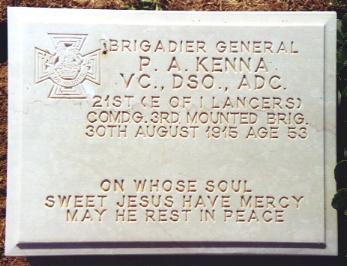 BRIGADIER GENERAL
P. A. KENNA
VC., DSO., ADC.
21ST (E OF I LANCERS)
COMDG. 3RD. MOUNTED BRIG.
30TH AUGUST 1915 AGE 53
ON WHOSE SOUL
SWEET JESUS HAVE MERCY
MAY HE REST IN PEACE